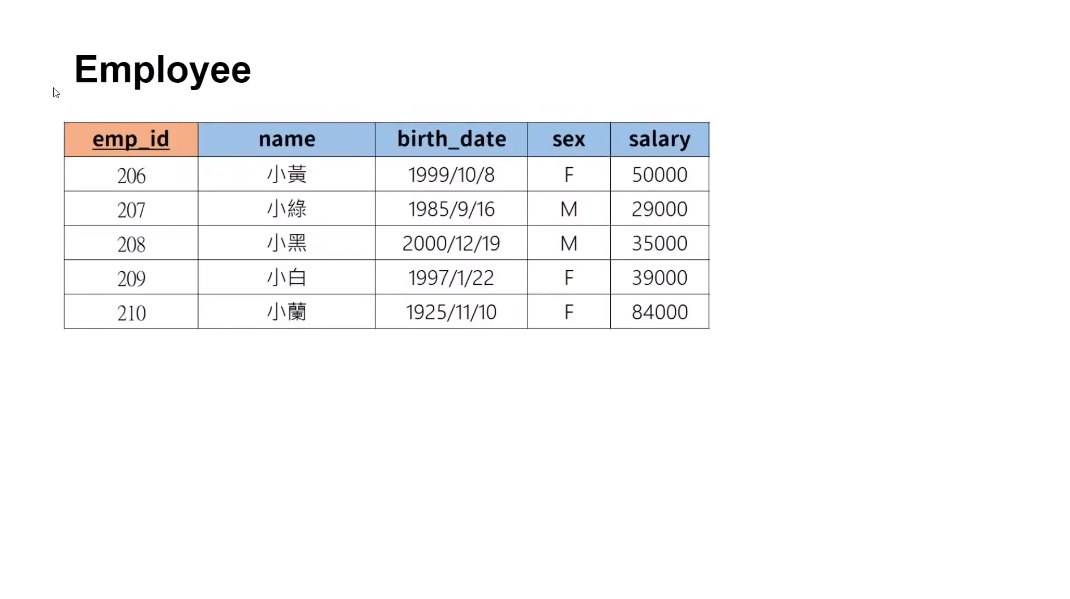 Employee
emp_id name birth_date sex salary
206 小黃 1999/10/8 F 50000
207 小綠 1985/9/16 M 29000
208 小黑 2000/12/19 M 35000
209 小白 1997/1/22 F 39000
210 小蘭 1925/11/10 F 84000